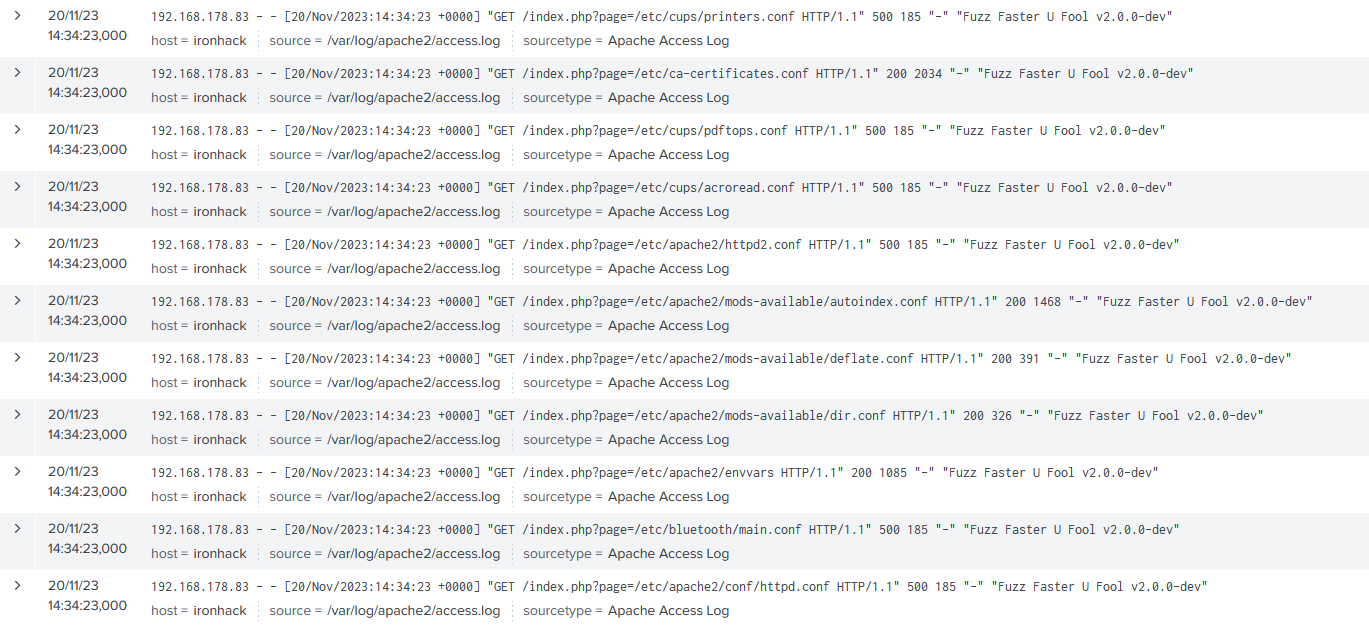 20/11/23 192.168.178.83 - - [20/Nov/2023:14:34:23 +0000] "GET /index.php?page=/etc/cups/printers.conf HTTP/1.1" 500 185 "-" "Fuzz Faster U Fool v2.0.0-dev"
14:34:23,000 host = ironhack source = /var/log/apache2/access.log sourcetype = Apache Access Log
20/11/23 192.168.178.83 - - [20/Nov/2023:14:34:23 +0000] "GET /index.php?page=/etc/ca-certificates.conf HTTP/1.1" 200 2034 "-" "Fuzz Faster U Fool v2.0.0-dev"
14:34:23,000 host = ironhack source = /var/log/apache2/access.log sourcetype = Apache Access Log
20/11/23 192.168.178.83 - - [20/Nov/2023:14:34:23 +0000] "GET /index.php?page=/etc/cups/pdftops.conf HTTP/1.1" 500 185 "-" "Fuzz Faster U Fool v2.0.0-dev"
14:34:23,000 host = ironhack source = /var/log/apache2/access.log sourcetype = Apache Access Log
20/11/23 192.168.178.83 - - [20/Nov/2023:14:34:23 +0000] "GET /index.php?page=/etc/cups/acroread.conf HTTP/1.1" 500 185 "-" "Fuzz Faster U Fool v2.0.0-dev"
14:34:23,000 host = ironhack source = /var/log/apache2/access.log sourcetype = Apache Access Log
20/11/23 192.168.178.83 - - [20/Nov/2023:14:34:23 +0000] "GET /index.php?page=/etc/apache2/httpd2.conf HTTP/1.1" 500 185 "-" "Fuzz Faster U Fool v2.0.0-dev"
14:34:23,000 host = ironhack source = /var/log/apache2/access.log sourcetype = Apache Access Log
20/11/23 192.168.178.83 - - [20/Nov/2023:14:34:23 +0000] "GET /index.php?page=/etc/apache2/mods-available/autoindex.conf HTTP/1.1" 200 1468 "-" "Fuzz Faster U Fool v2.0.0-dev"
14:34:23,000 host = ironhack source = /var/log/apache2/access.log sourcetype = Apache Access Log
20/11/23 192.168.178.83 - - [20/Nov/2023:14:34:23 +0000] "GET /index.php?page=/etc/apache2/mods-available/deflate.conf HTTP/1.1" 200 391 "-" "Fuzz Faster U Fool v2.0.0-dev"
14:34:23,000 host = ironhack source = /var/log/apache2/access.log sourcetype = Apache Access Log
20/11/23 192.168.178.83 - - [20/Nov/2023:14:34:23 +0000] "GET /index.php?page=/etc/apache2/mods-available/dir.conf HTTP/1.1" 200 326 "-" "Fuzz Faster U Fool v2.0.0-dev"
14:34:23,000 host = ironhack source = /var/log/apache2/access.log sourcetype = Apache Access Log
20/11/23 192.168.178.83 - - [20/Nov/2023:14:34:23 +0000] "GET /index.php?page=/etc/apache2/envvars HTTP/1.1" 200 1085 "-" "Fuzz Faster U Fool v2.0.0-dev"
14:34:23,000 host = ironhack source = /var/log/apache2/access.log sourcetype = Apache Access Log
20/11/23 192.168.178.83 - - [20/Nov/2023:14:34:23 +0000] "GET /index.php?page=/etc/bluetooth/main.conf HTTP/1.1" 500 185 "-" "Fuzz Faster U Fool v2.0.0-dev"
14:34:23,000 host = ironhack source = /var/log/apache2/access.log sourcetype = Apache Access Log
20/11/23 192.168.178.83 - - [20/Nov/2023:14:34:23 +0000] "GET /index.php?page=/etc/apache2/conf/httpd.conf HTTP/1.1" 500 185 "-" "Fuzz Faster U Fool v2.0.0-dev"
14:34:23,000 host = ironhack source = /var/log/apache2/access.log sourcetype = Apache Access Log